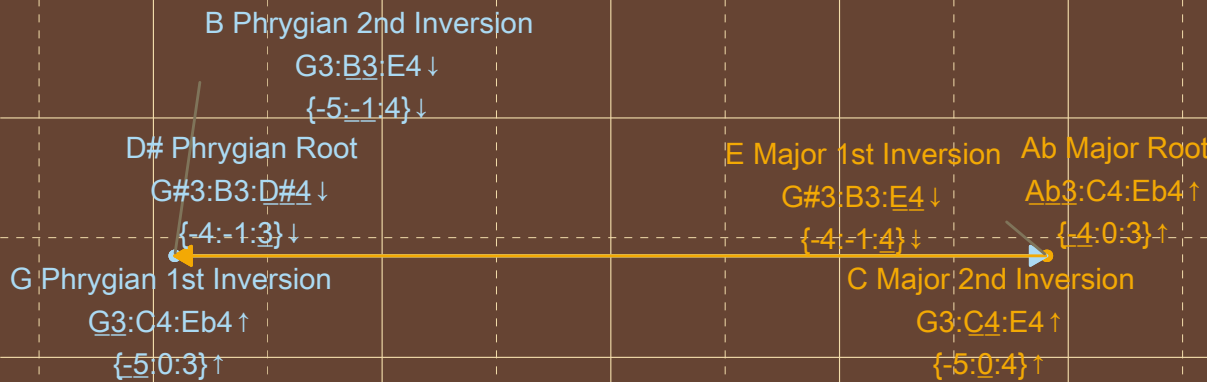 B Phrygian 2nd Inversion
G3:B3:E4↓
{-5:-1:4}↓
D# Phrygian Root
G#3:B3:D#4↓
{-4:-1:3}↓
G Phrygian 1st Inversion
G3:C4:Eb4↑
{-5:0:3}↑
E Major 1st Inversion
G#3:B3:E4↓
{-4:-1:4}↓
Ab Major Root
Ab3:C4:Eb4↑
{-4:0:3}↑
C Major 2nd Inversion
G3:C4:E4↑
{-5:0:4}↑